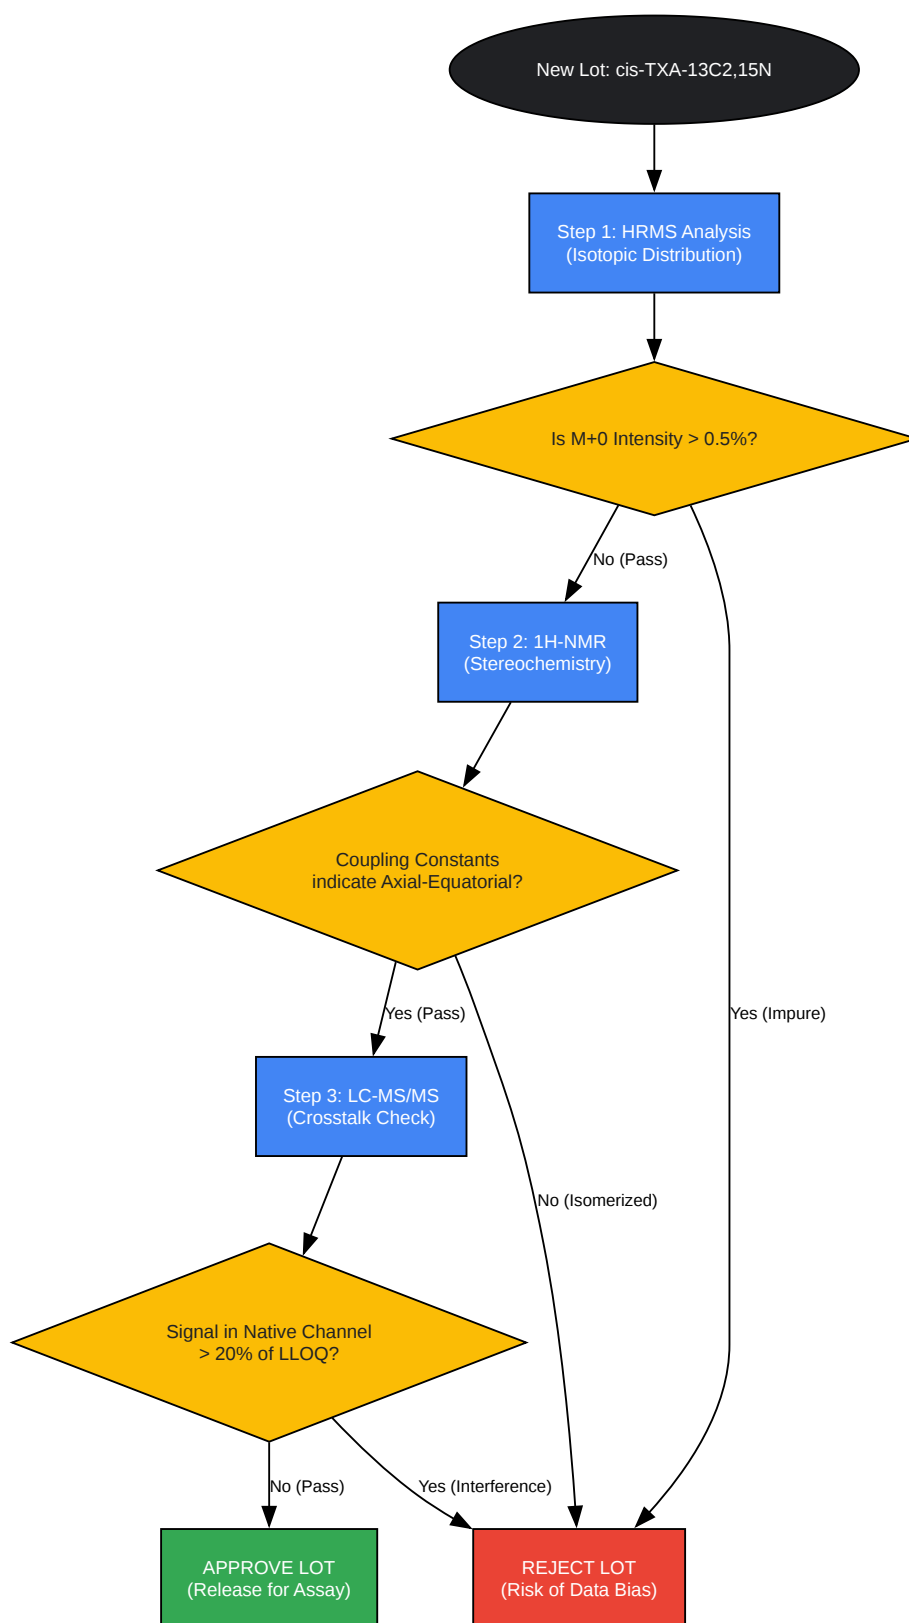 New Lot: cis-TXA-13C2,15N
Step 1: HRMS Analysis
(Isotopic Distribution)
Is M+0 Intensity > 0.5%?
No (Pass)
Step 2: 1H-NMR
(Stereochemistry)
Coupling Constants
indicate Axial-Equatorial?
Yes (Pass)
Yes (Impure)
Step 3: LC-MS/MS
(Crosstalk Check)
No (Isomerized)
Signal in Native Channel
> 20% of LLOQ?
No (Pass)
Yes (Interference)
APPROVE LOT
(Release for Assay)
REJECT LOT
(Risk of Data Bias)